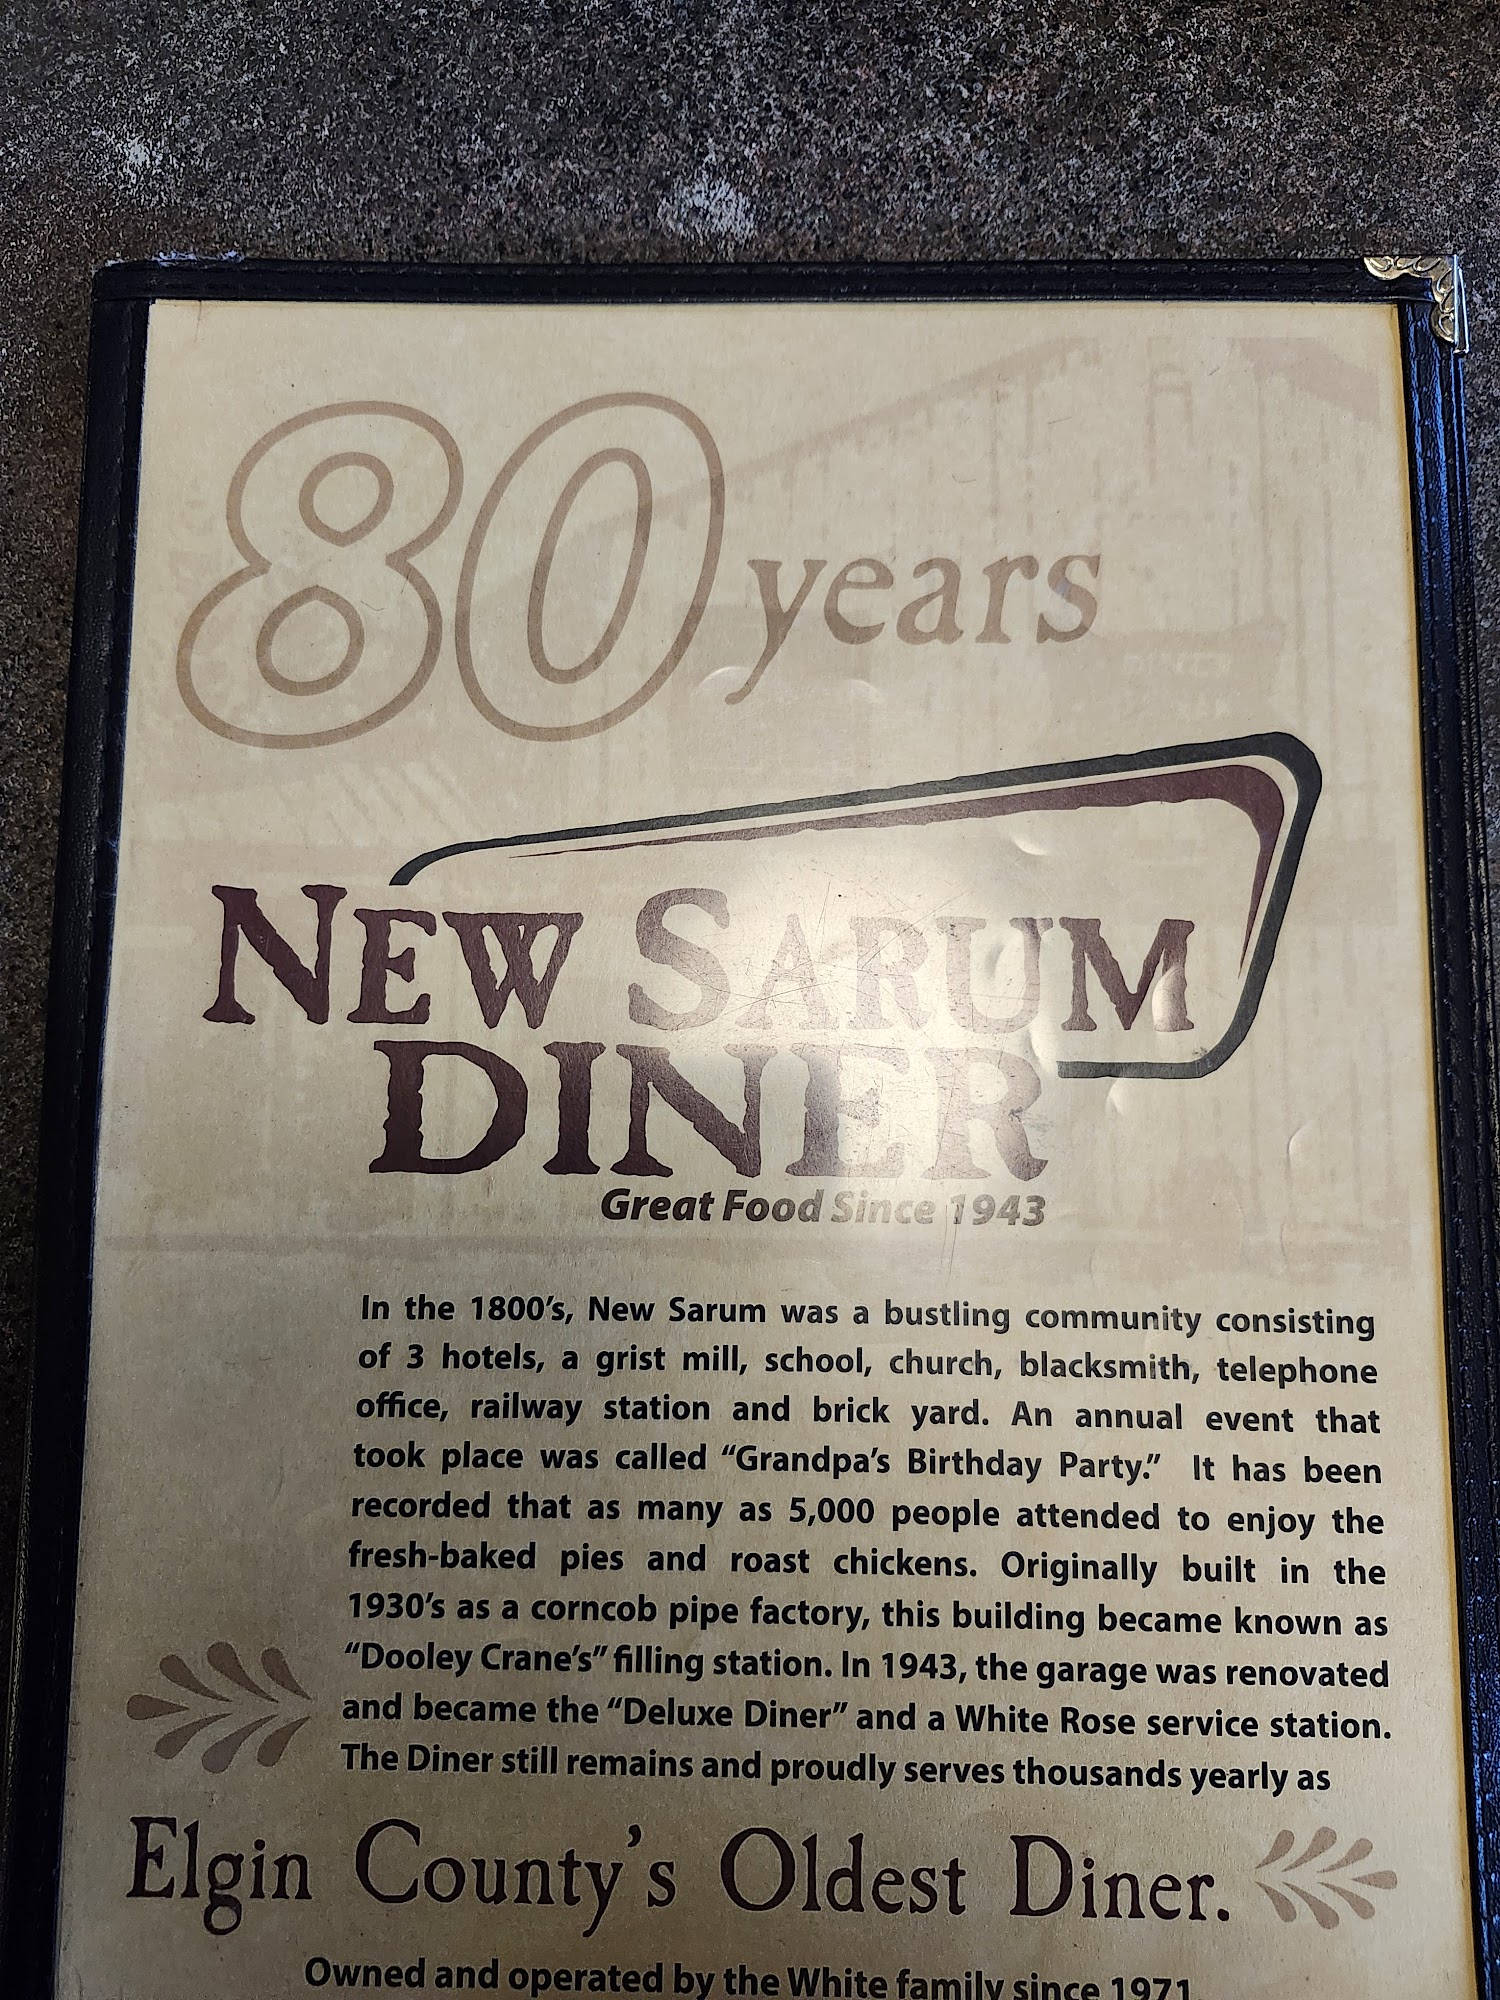 80 years
NEW SARUM
DINER
Great Food Since 1943
In the 1800's, New Sarum was a bustling community consisting
of 3 hotels, a grist mill, school, church, blacksmith, telephone
office, railway station and brick yard. An annual event that
took place was called “Grandpa's Birthday Party.” It has been
recorded that as many as 5,000 people attended to enjoy the
fresh-baked pies and roast chickens. Originally built in the
1930's as a corncob pipe factory, this building became known as
“Dooley Crane's” filling station. In 1943, the garage was renovated
and became the “Deluxe Diner” and a White Rose service station.
The Diner still remains and proudly serves thousands yearly as
Elgin County's Oldest Diner.
Owned and operated by the White family since 1971